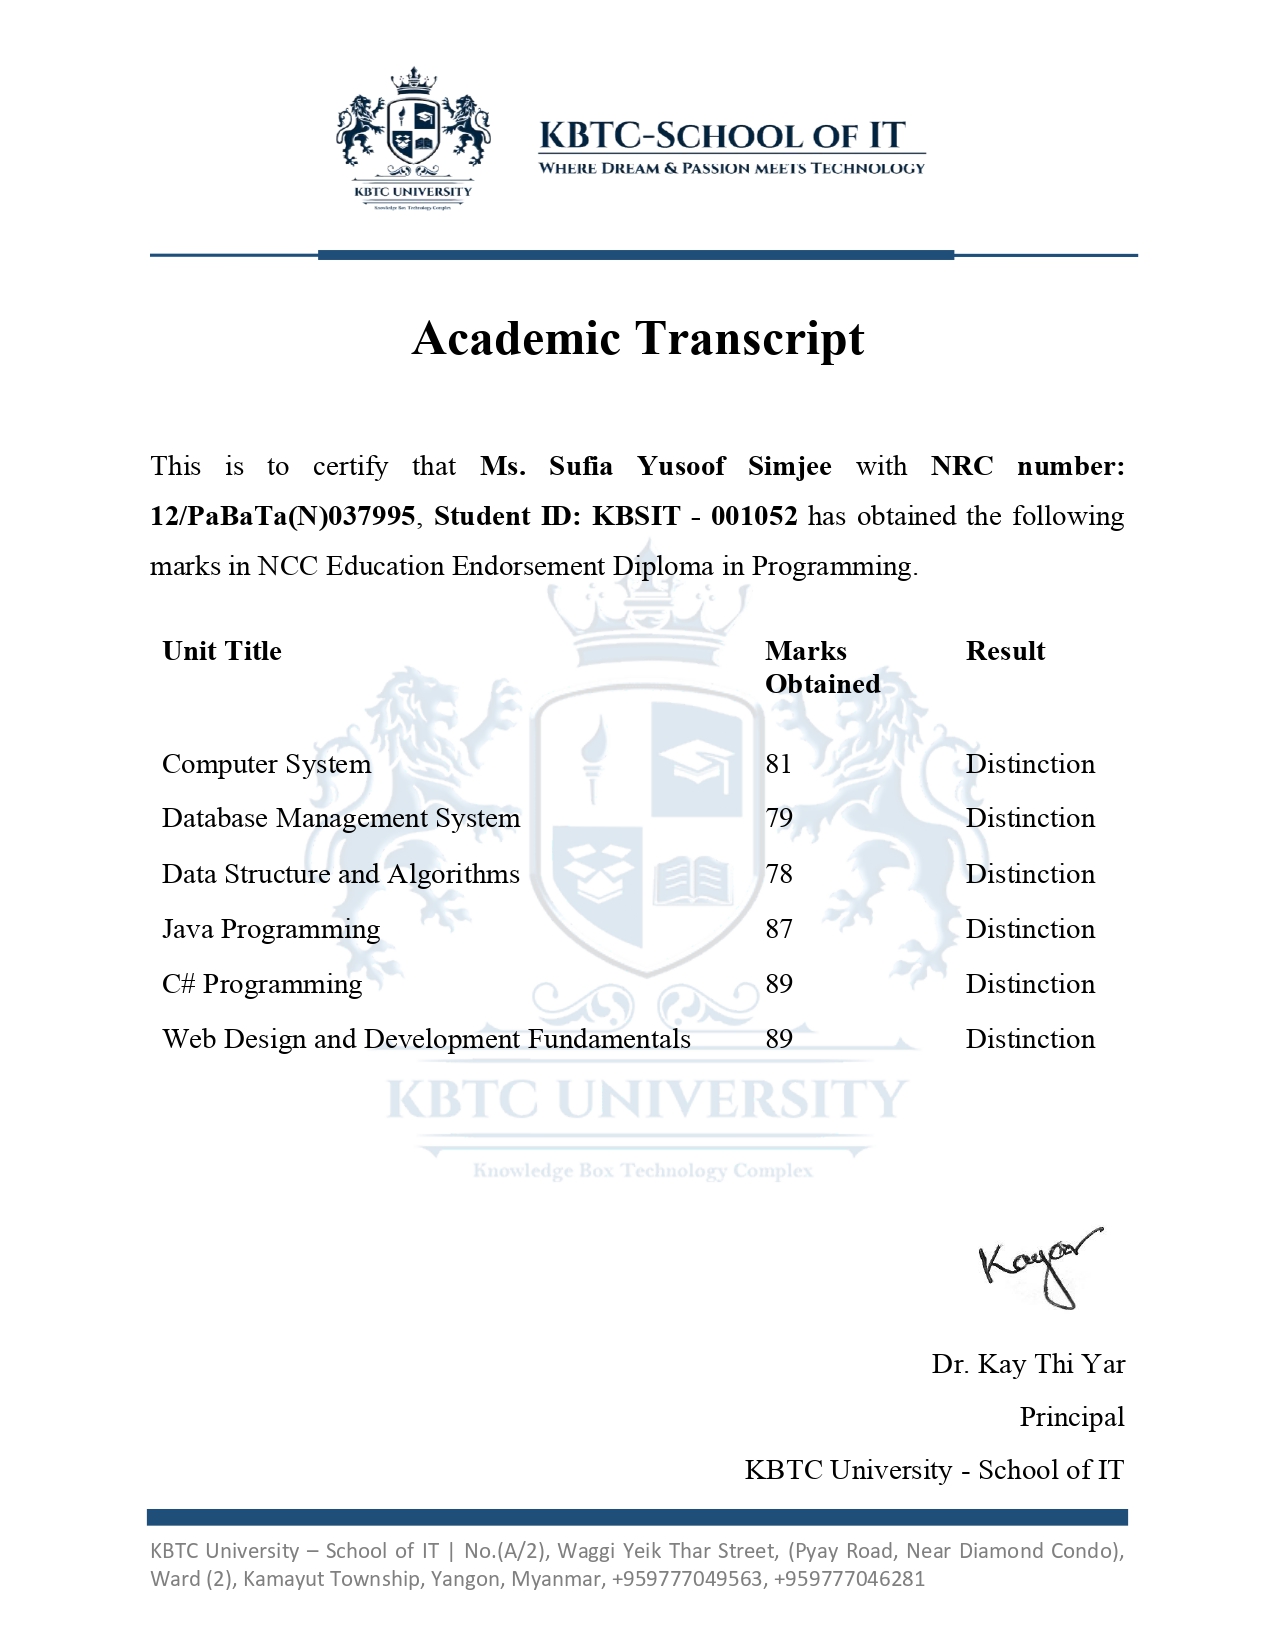 KBTC UNIVERSITY
Knowledge Box Technology Complex
KBTC-SCHOOL OF IT
WHERE DREAM & PASSION MEETS TECHNOLOGY
Academic Transcript
This is to certify that Ms. Sufia Yusoof Simjee with NRC number:
12/PaBaTa(N)037995, Student ID: KBSIT - 001052 has obtained the following
marks in NCC Education Endorsement Diploma in Programming.
Unit Title Marks Obtained Result
Computer System 81 Distinction
Database Management System 79 Distinction
Data Structure and Algorithms 78 Distinction
Java Programming 87 Distinction
C# Programming 89 Distinction
Web Design and Development Fundamentals 89 Distinction
KBTC UNIVERSITY
Knowledge Box Technology Complex
Kayar
Dr. Kay Thi Yar
Principal
KBTC University - School of IT
KBTC University – School of IT | No.(A/2), Waggi Yeik Thar Street, (Pyay Road, Near Diamond Condo),
Ward (2), Kamayut Township, Yangon, Myanmar, +959777049563, +959777046281